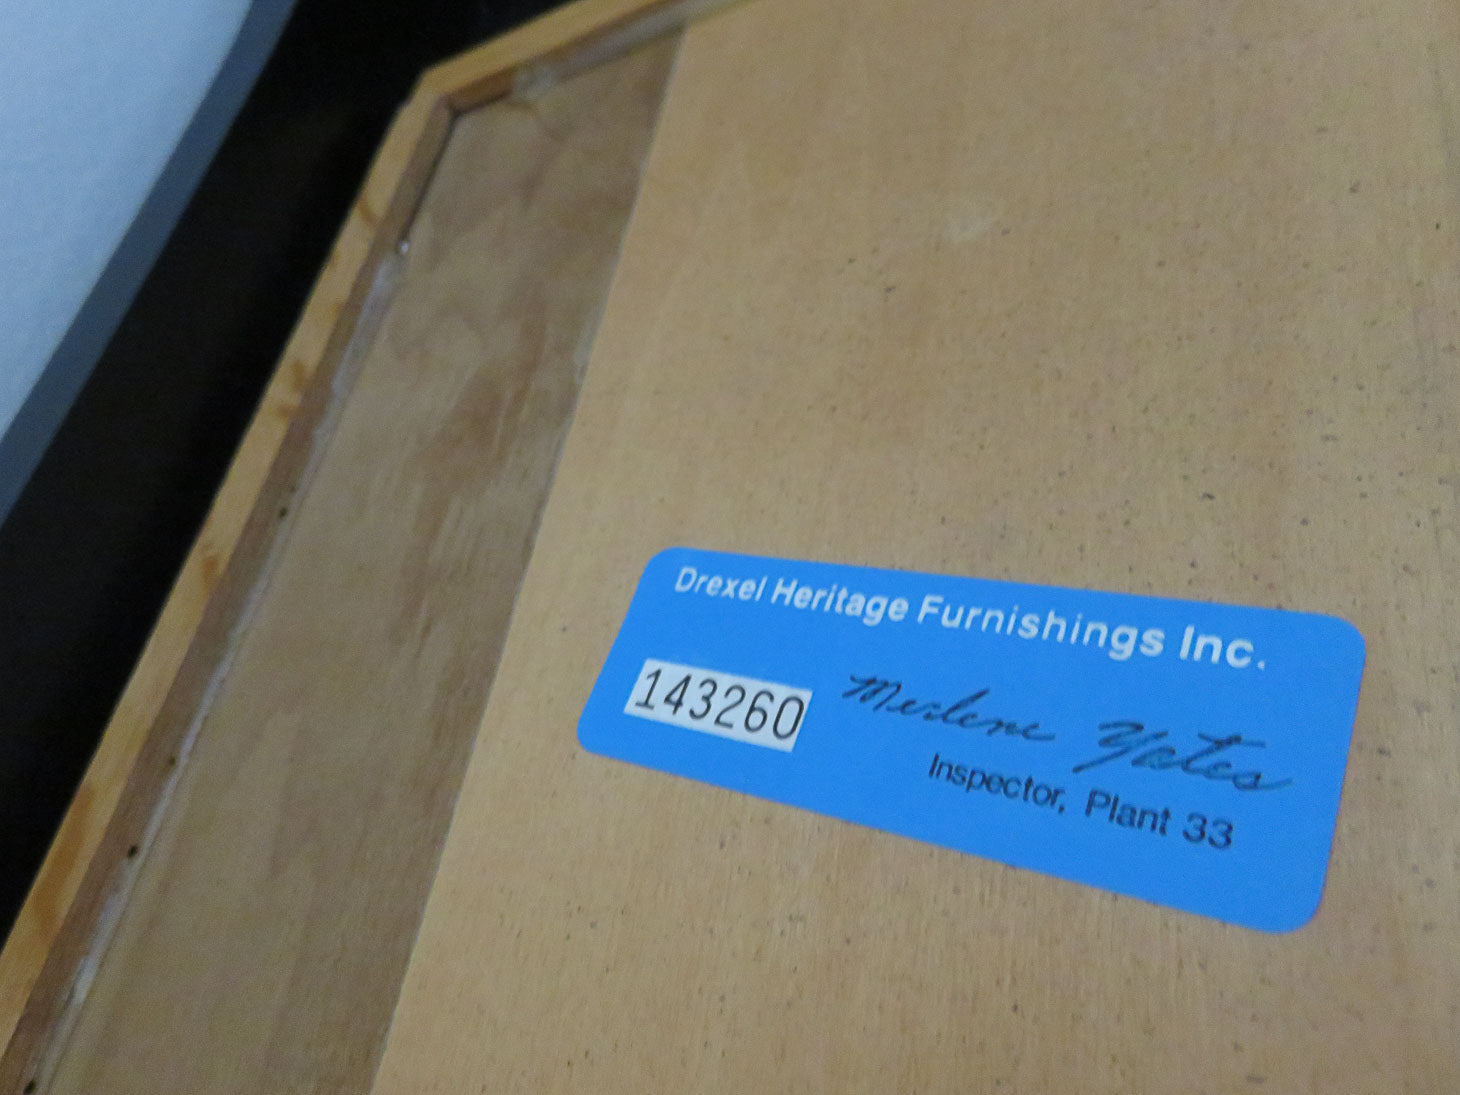 Drexel Heritage Furnishings Inc.
143260
Merlene Yates
Inspector, Plant 33